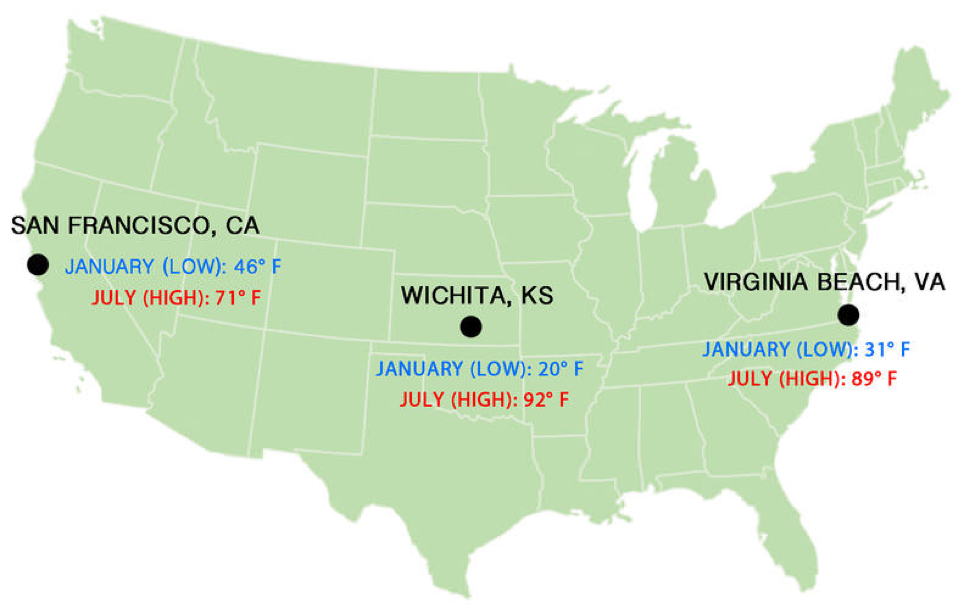 SAN FRANCISCO, CA
JANUARY (LOW): 46° F
JULY (HIGH): 71° F
WICHITA, KS
JANUARY (LOW): 20° F
JULY (HIGH): 92° F
VIRGINIA BEACH, VA
JANUARY (LOW): 31° F
JULY (HIGH): 89° F